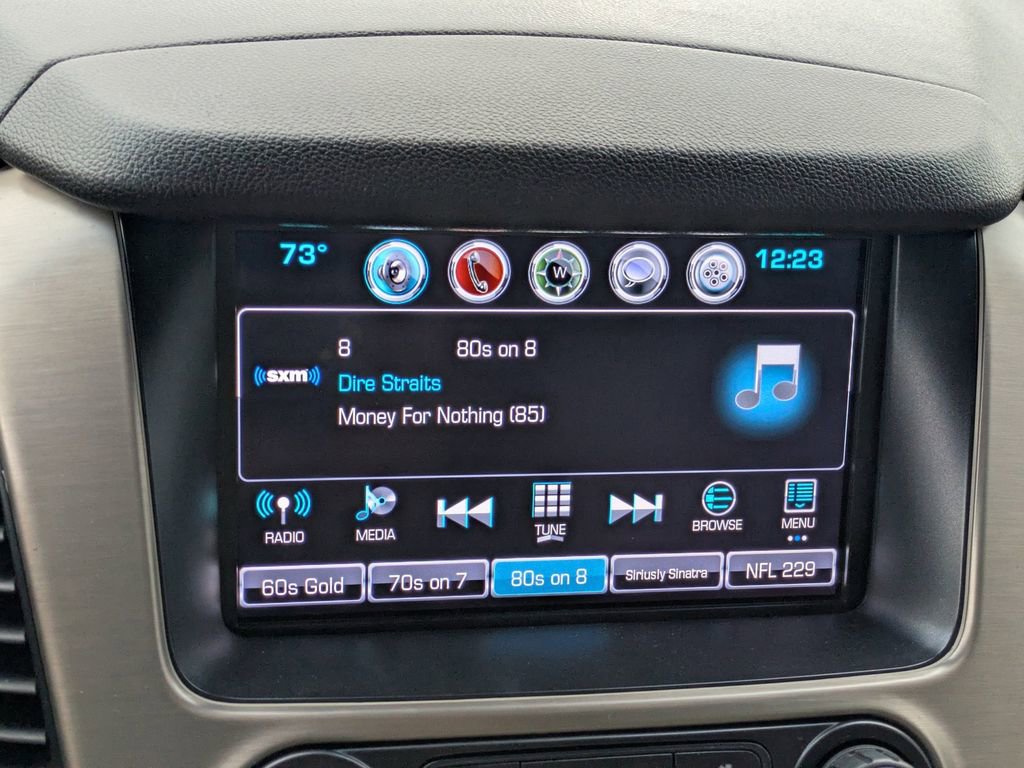 73°
W
12:23
8 80s on 8
sxm
Dire Straits
Money For Nothing (85)
RADIO
MEDIA
TUNE
BROWSE
MENU
60s Gold
70s on 7
80s on 8
Siriusly Sinatra
NFL 229